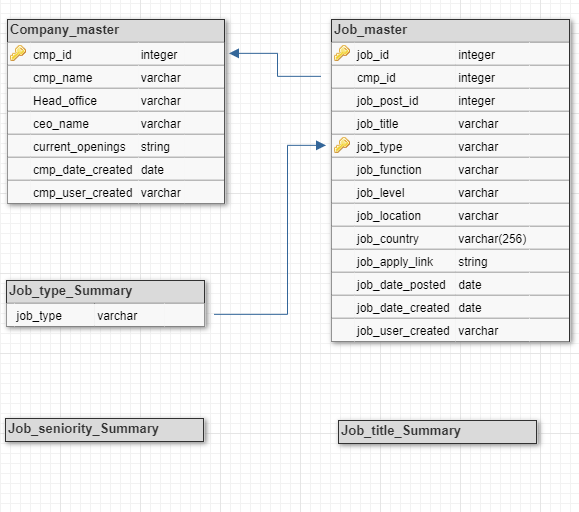 Company_master
cmp_id integer
cmp_name varchar
Head_office varchar
ceo_name varchar
current_openings string
cmp_date_created date
cmp_user_created varchar
Job_master
job_id integer
cmp_id integer
job_post_id integer
job_title varchar
job_type varchar
job_function varchar
job_level varchar
job_location varchar
job_country varchar(256)
job_apply_link string
job_date_posted date
job_date_created date
job_user_created varchar
Job_type_Summary
job_type varchar
Job_seniority_Summary
Job_title_Summary